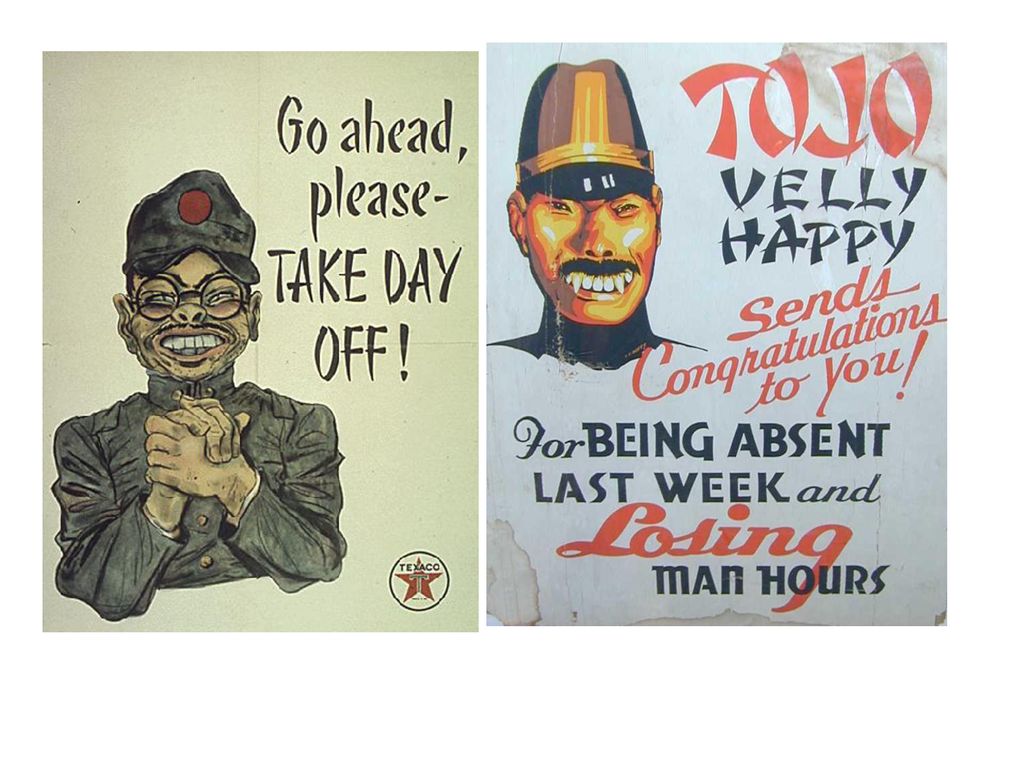 Go ahead,
please-
TAKE DAY
OFF!
TEXACO
T
TOJO
VELLY
HAPPY
Sends
Congratulations
to You!
For BEING ABSENT
LAST WEEK and
Losing
MAN HOURS